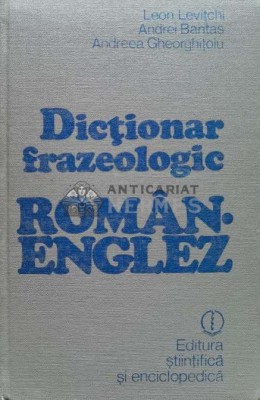 Leon Levițchi
Andrei Bantaș
Andreea Gheorghițoiu
Dicționar
frazeologic
ANTICARIAT
ROMÂN-
ENGLEZ
Editura
științifică
și enciclopedică